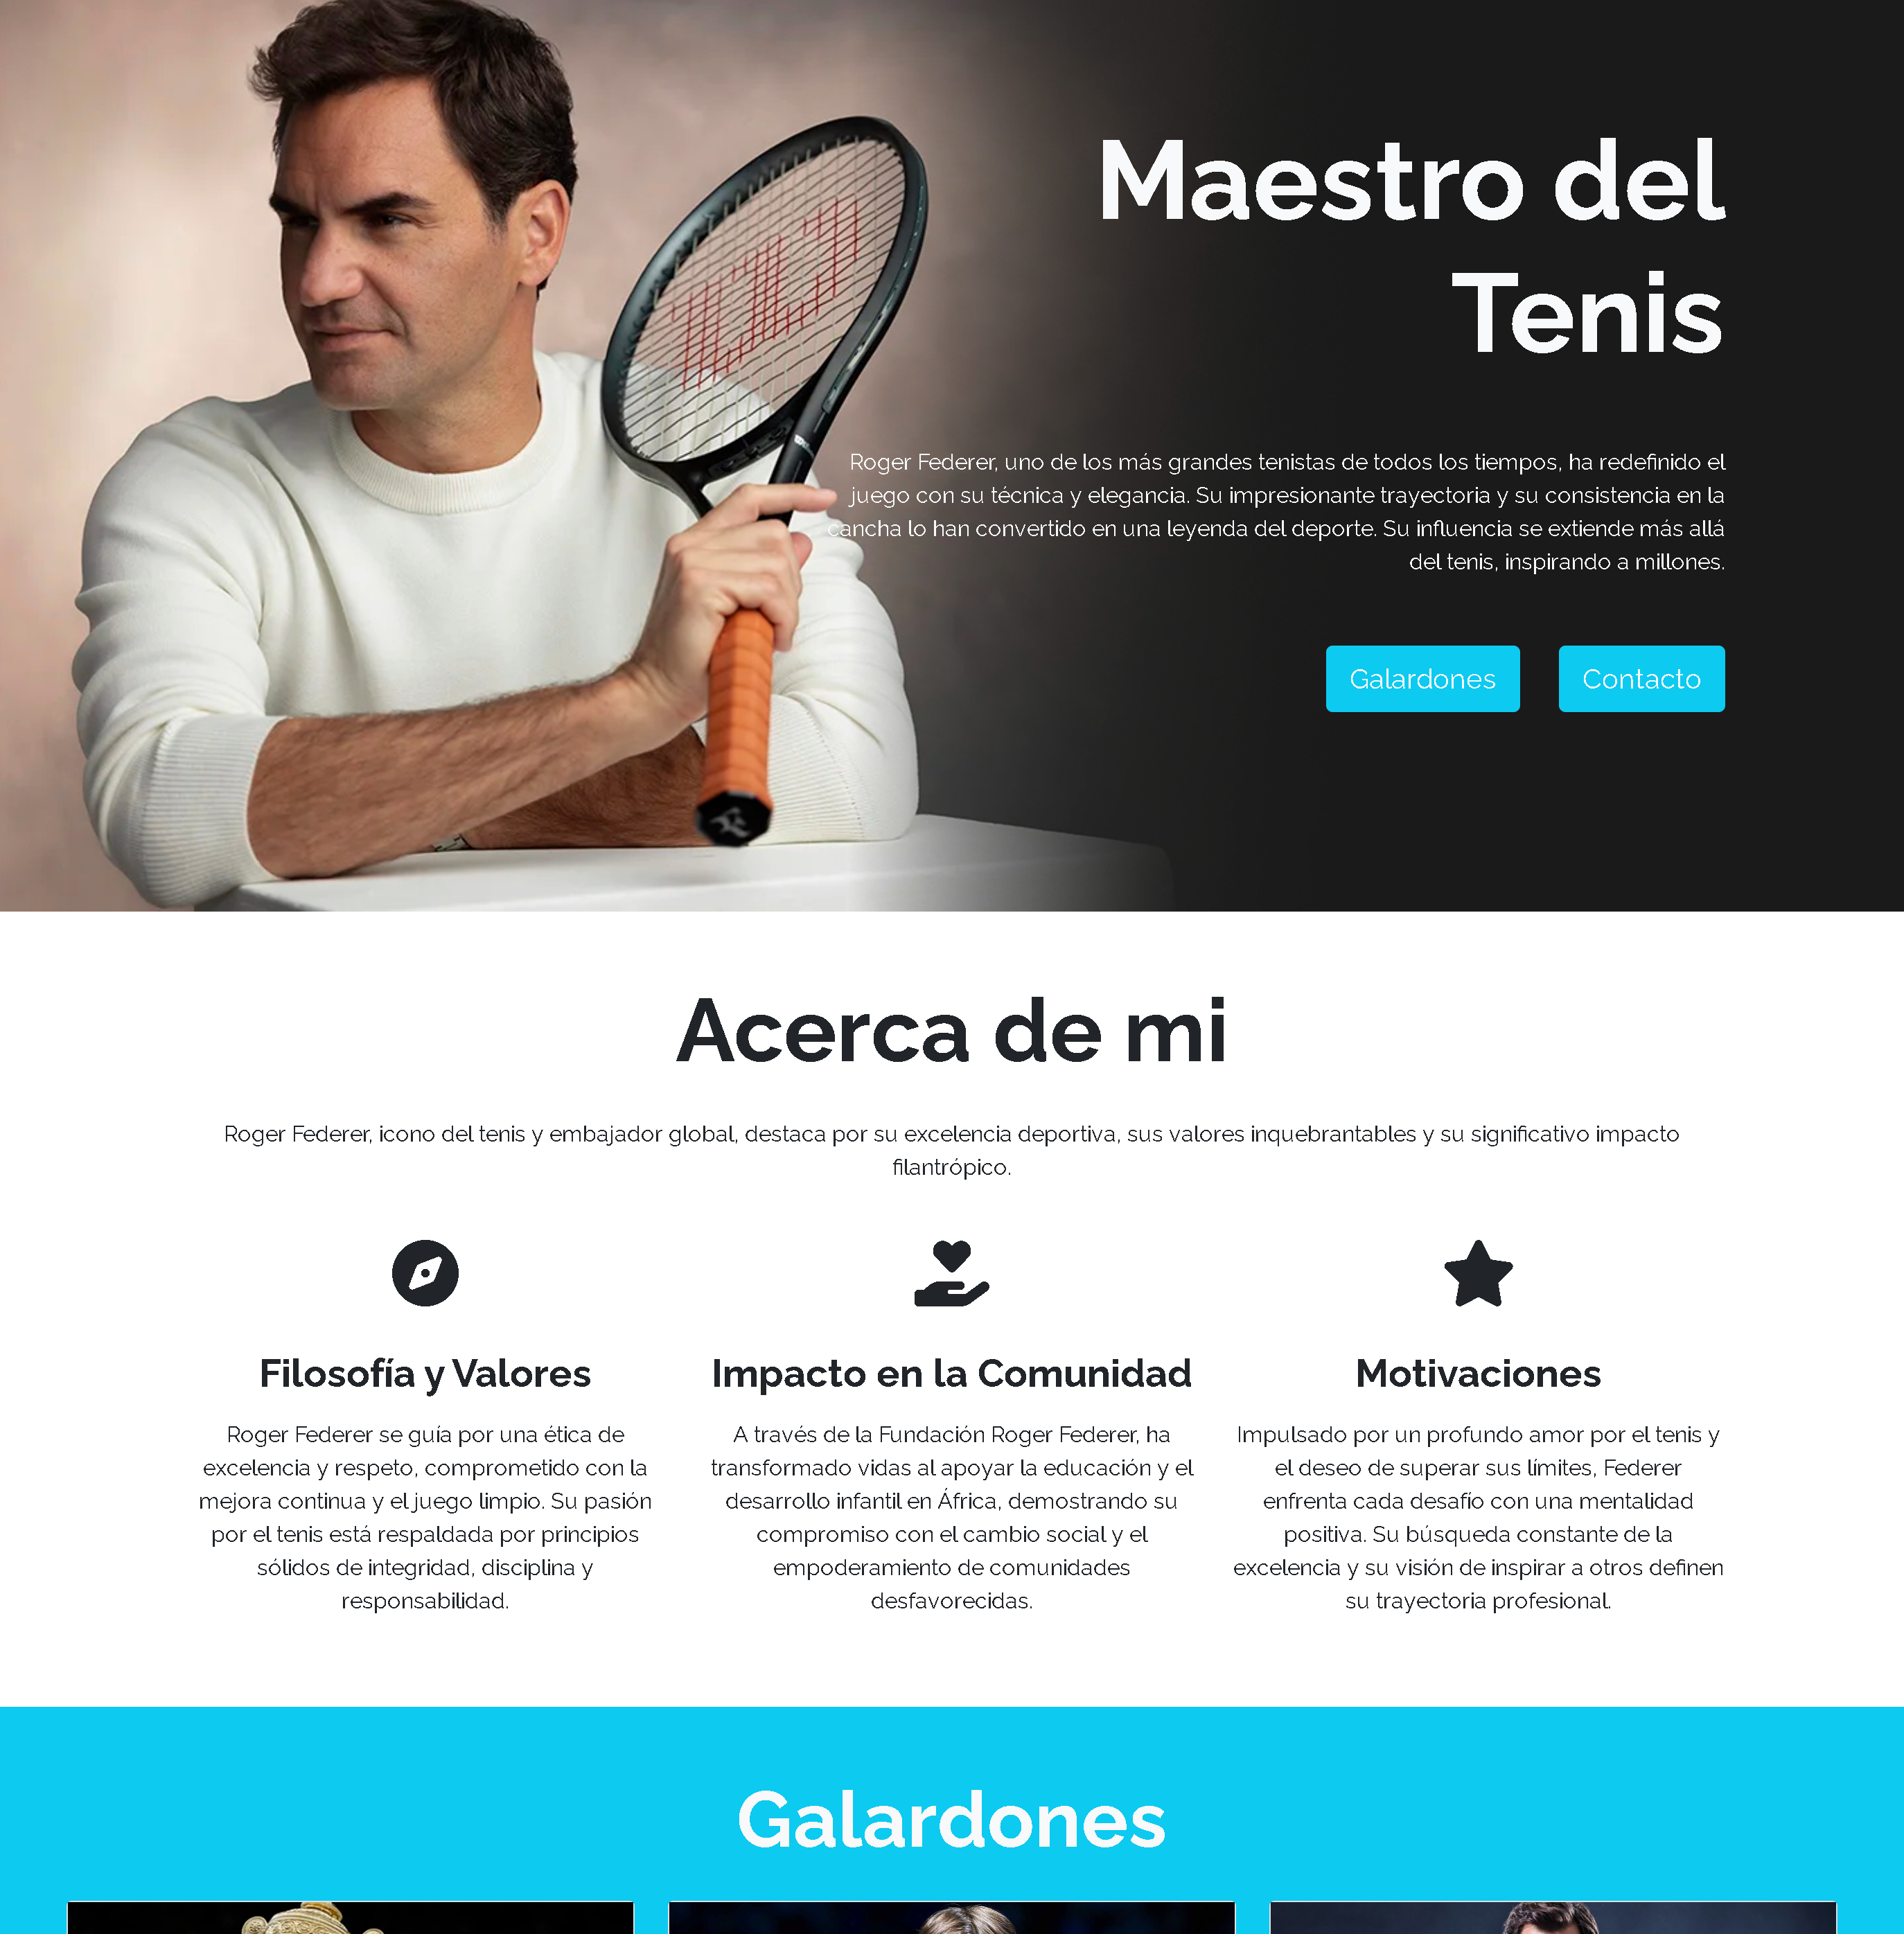 Maestro del
Tenis
Roger Federer, uno de los más grandes tenistas de todos los tiempos, ha redefinido el
juego con su técnica y elegancia. Su impresionante trayectoria y su consistencia en la
cancha lo han convertido en una leyenda del deporte. Su influencia se extiende más allá
del tenis, inspirando a millones.
Galardones
Contacto
Acerca de mi
Roger Federer, icono del tenis y embajador global, destaca por su excelencia deportiva, sus valores inquebrantables y su significativo impacto
filantrópico.
Filosofía y Valores
Roger Federer se guía por una ética de
excelencia y respeto, comprometido con la
mejora continua y el juego limpio. Su pasión
por el tenis está respaldada por principios
sólidos de integridad, disciplina y
responsabilidad.
Impacto en la Comunidad
A través de la Fundación Roger Federer, ha
transformado vidas al apoyar la educación y el
desarrollo infantil en África, demostrando su
compromiso con el cambio social y el
empoderamiento de comunidades
desfavorecidas.
Motivaciones
Impulsado por un profundo amor por el tenis y
el deseo de superar sus límites, Federer
enfrenta cada desafío con una mentalidad
positiva. Su búsqueda constante de la
excelencia y su visión de inspirar a otros definen
su trayectoria profesional.
Galardones